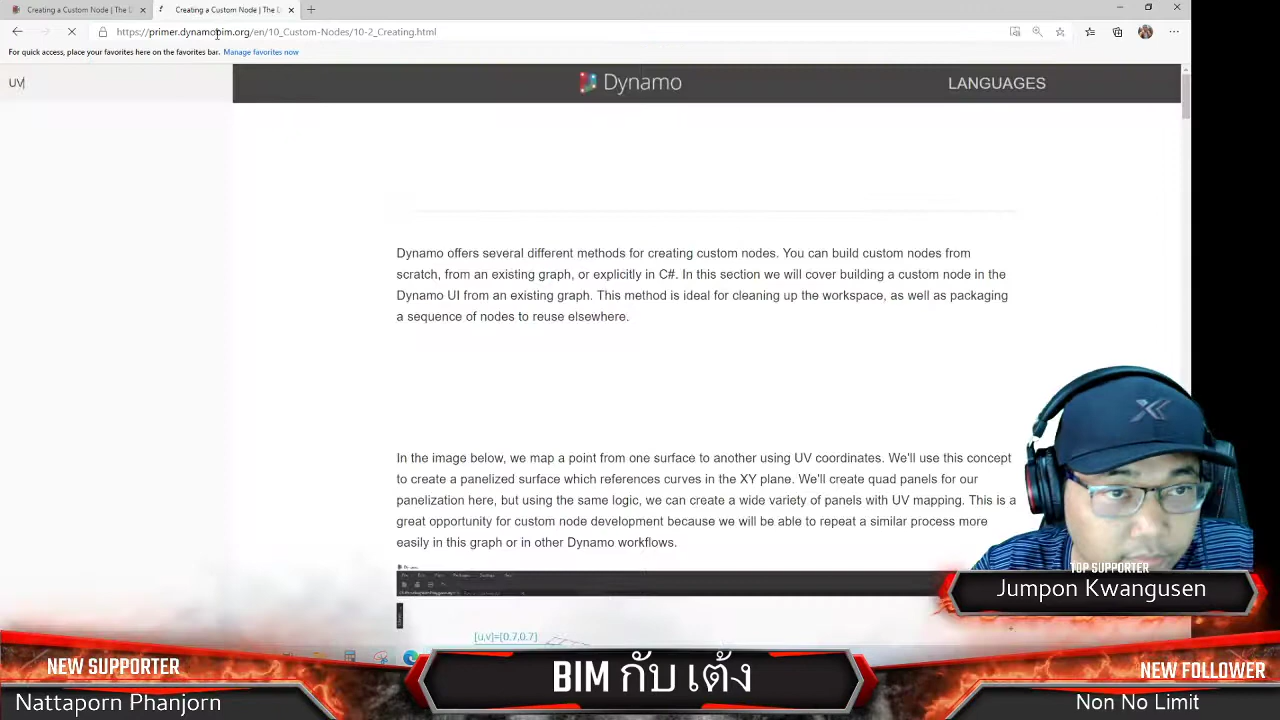 Creating a Custom Node | The D
Creating a Custom Node | The D
https://primer.dynamobim.org/en/10_Custom-Nodes/10-2_Creating.html
For quick access, place your favorites here on the favorites bar. Manage favorites now
UV
Dynamo
LANGUAGES
Dynamo offers several different methods for creating custom nodes. You can build custom nodes from
scratch, from an existing graph, or explicitly in C#. In this section we will cover building a custom node in the
Dynamo UI from an existing graph. This method is ideal for cleaning up the workspace, as well as packaging
a sequence of nodes to reuse elsewhere.
In the image below, we map a point from one surface to another using UV coordinates. We'll use this concept
to create a panelized surface which references curves in the XY plane. We'll create quad panels for our
panelization here, but using the same logic, we can create a wide variety of panels with UV mapping. This is a
great opportunity for custom node development because we will be able to repeat a similar process more
easily in this graph or in other Dynamo workflows.
[u,v]=[0.7,0.7]
TOP SUPPORTER
Jumpon Kwangusen
NEW SUPPORTER
Nattaporn Phanjorn
BIM กับ เต้ง
NEW FOLLOWER
Non No Limit